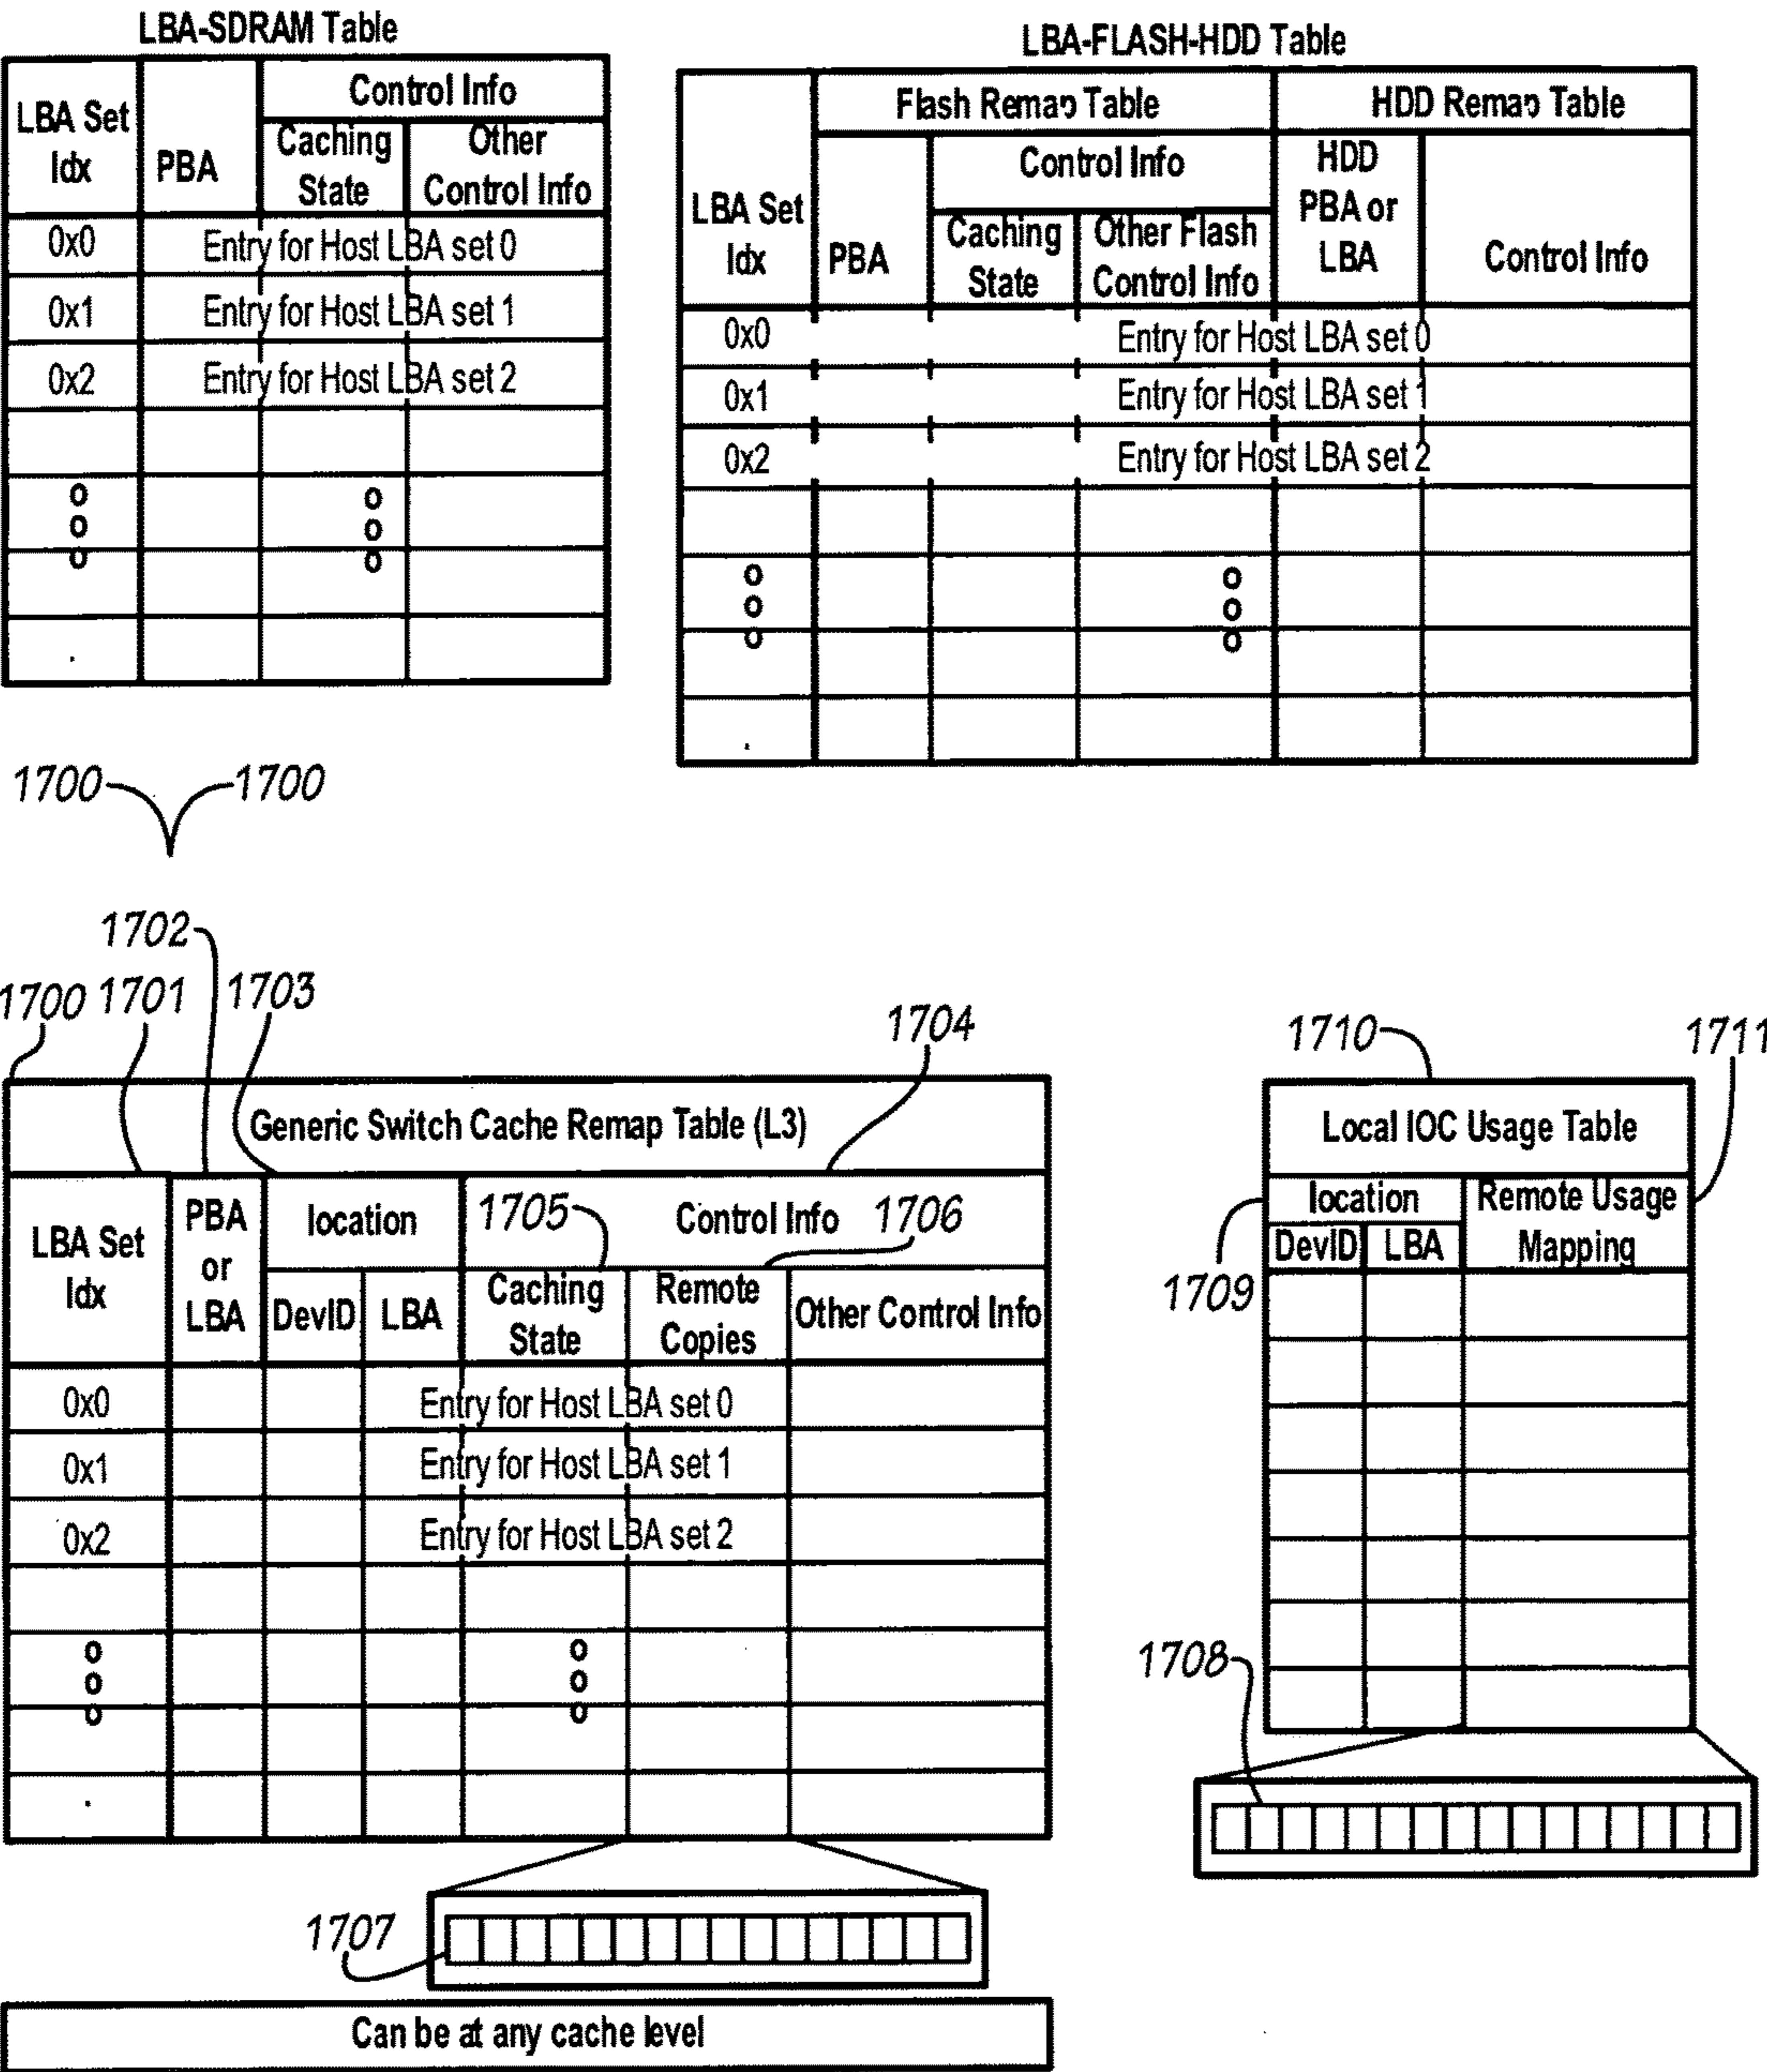 LBA-SDRAM Table
LBA Set
Idx
PBA
Control Info
Caching
State
Other
Control Info
0x0 Entry for Host LBA set 0
0x1 Entry for Host LBA set 1
0x2 Entry for Host LBA set 2
LBA-FLASH-HDD Table
Flash Remap Table
HDD Remap Table
LBA Set
Idx
PBA
Control Info
Caching
State
Other Flash
Control Info
HDD
PBA or
LBA
Control Info
0x0 Entry for Host LBA set 0
0x1 Entry for Host LBA set 1
0x2 Entry for Host LBA set 2
1700 1700
1702
1700 1701 1703
1704
Generic Switch Cache Remap Table (L3)
LBA Set
Idx
PBA
or
LBA
location
DevID LBA
1705 Control Info 1706
Caching
State
Remote
Copies
Other Control Info
0x0 Entry for Host LBA set 0
0x1 Entry for Host LBA set 1
0x2 Entry for Host LBA set 2
1707
Can be at any cache level
1710
1711
Local IOC Usage Table
location
DevID LBA
Remote Usage
Mapping
1709
1708